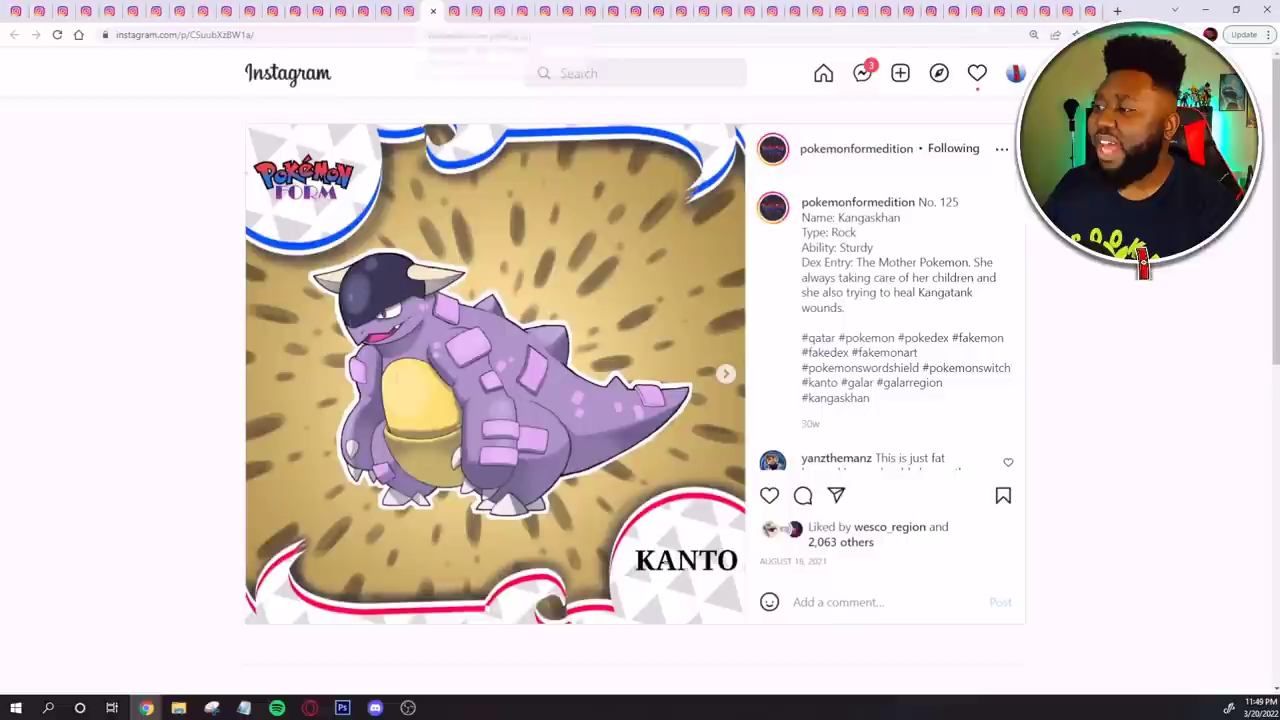 instagram.com/p/CSuubXzBW1a/
Update
Instagram
Search
3
POKÉMON
FORM
KANTO
pokemonformedition • Following
pokemonformedition No. 125
Name: Kangaskhan
Type: Rock
Ability: Sturdy
Dex Entry: The Mother Pokemon. She
always taking care of her children and
she also trying to heal Kangatank
wounds.
#qatar #pokemon #pokedex #fakemon
#fakedex #fakemonart
#pokemonswordshield #pokemonswitch
#kanto #galar #galarregion
#kangaskhan
30w
yanzthemanz This is just fat
Liked by wesco_region and
2,063 others
AUGUST 16, 2021
Add a comment...
Post
Ps
11:49 PM
3/20/2022